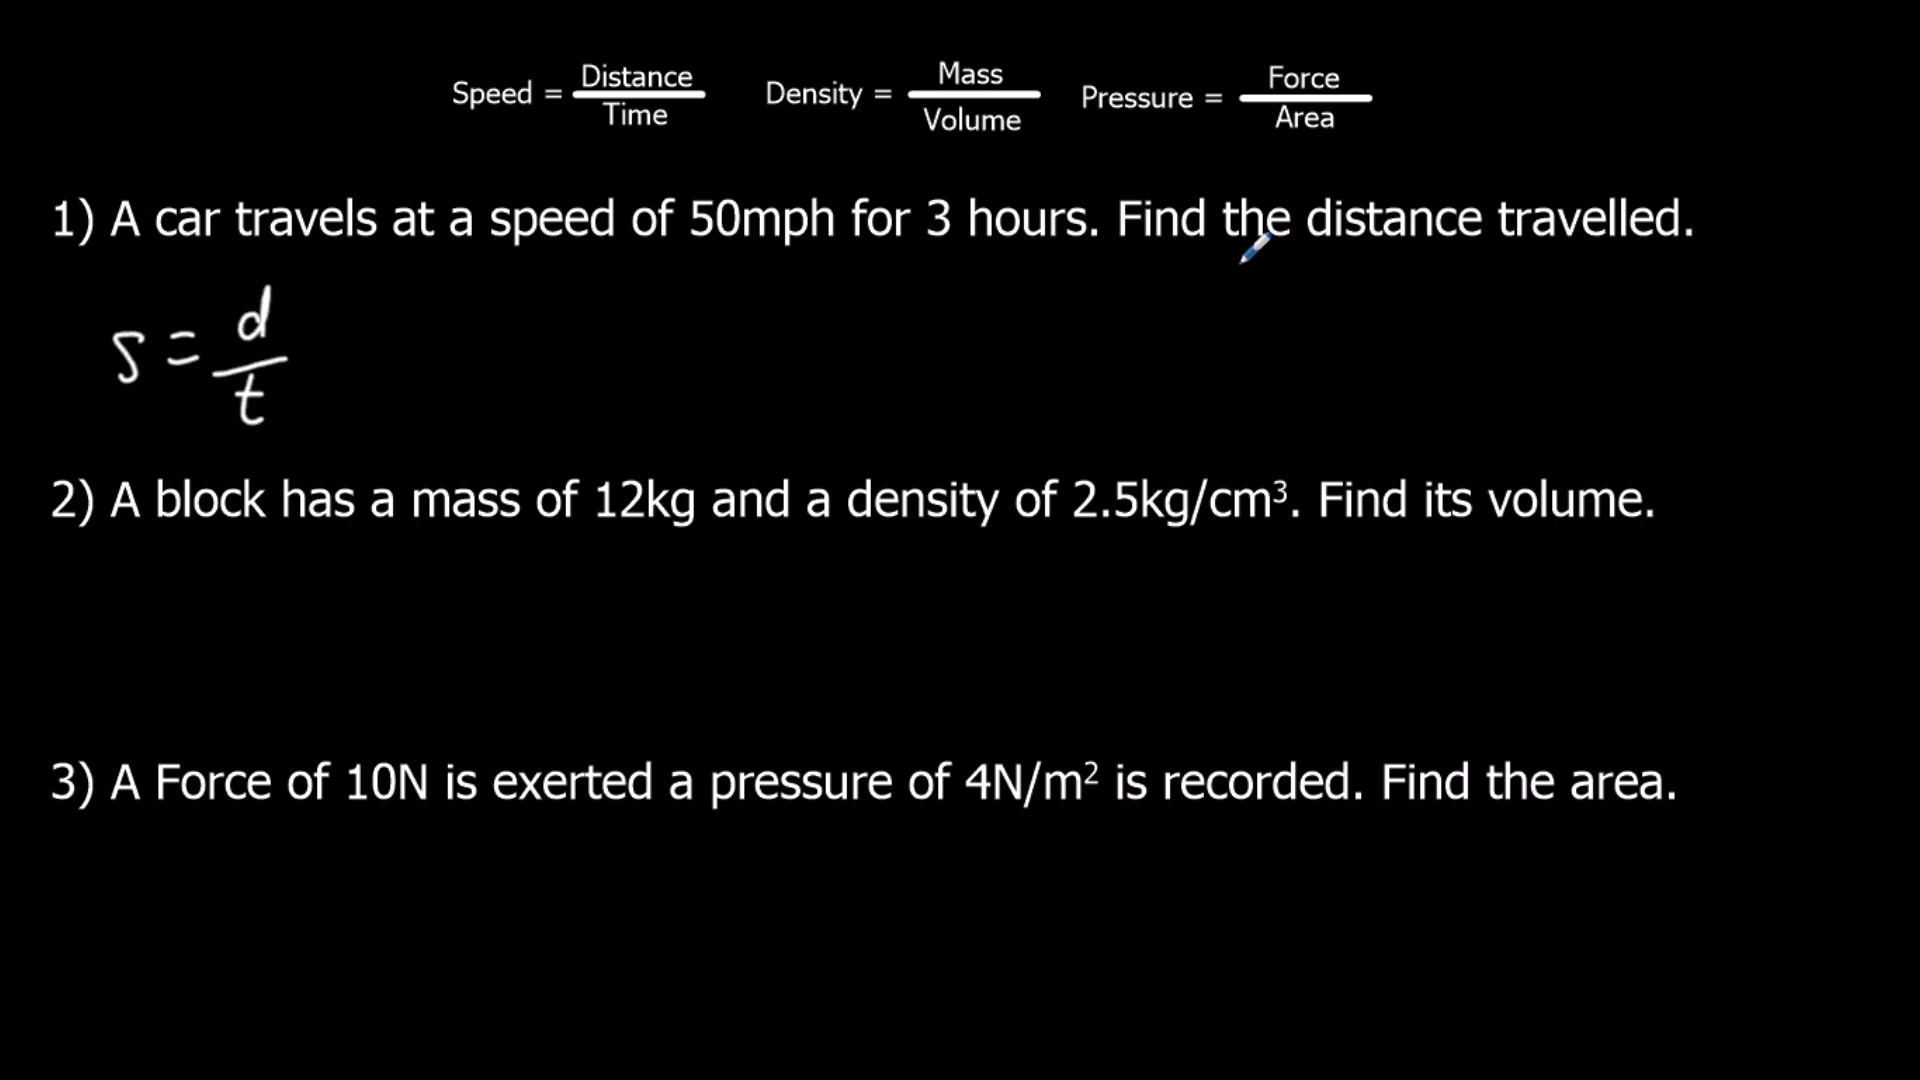 Speed = Distance / Time Density = Mass / Volume Pressure = Force / Area
1) A car travels at a speed of 50mph for 3 hours. Find the distance travelled.
s = d / t
2) A block has a mass of 12kg and a density of 2.5kg/cm³. Find its volume.
3) A Force of 10N is exerted a pressure of 4N/m² is recorded. Find the area.